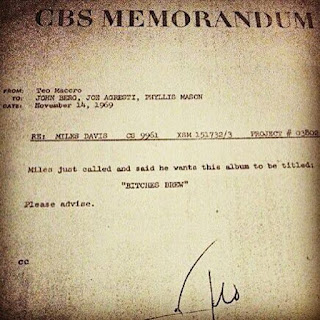 CBS MEMORANDUM
FROM: Teo Macero
TO: JOHN BERG, JOE AGRESTI, PHYLLIS MASON
DATE: November 14, 1969
RE: MILES DAVIS CS 9961 XSM 151732/3 PROJECT # 03802
Miles just called and said he wants this album to be titled:
"BITCHES BREW"
Please advise.
cc
Teo